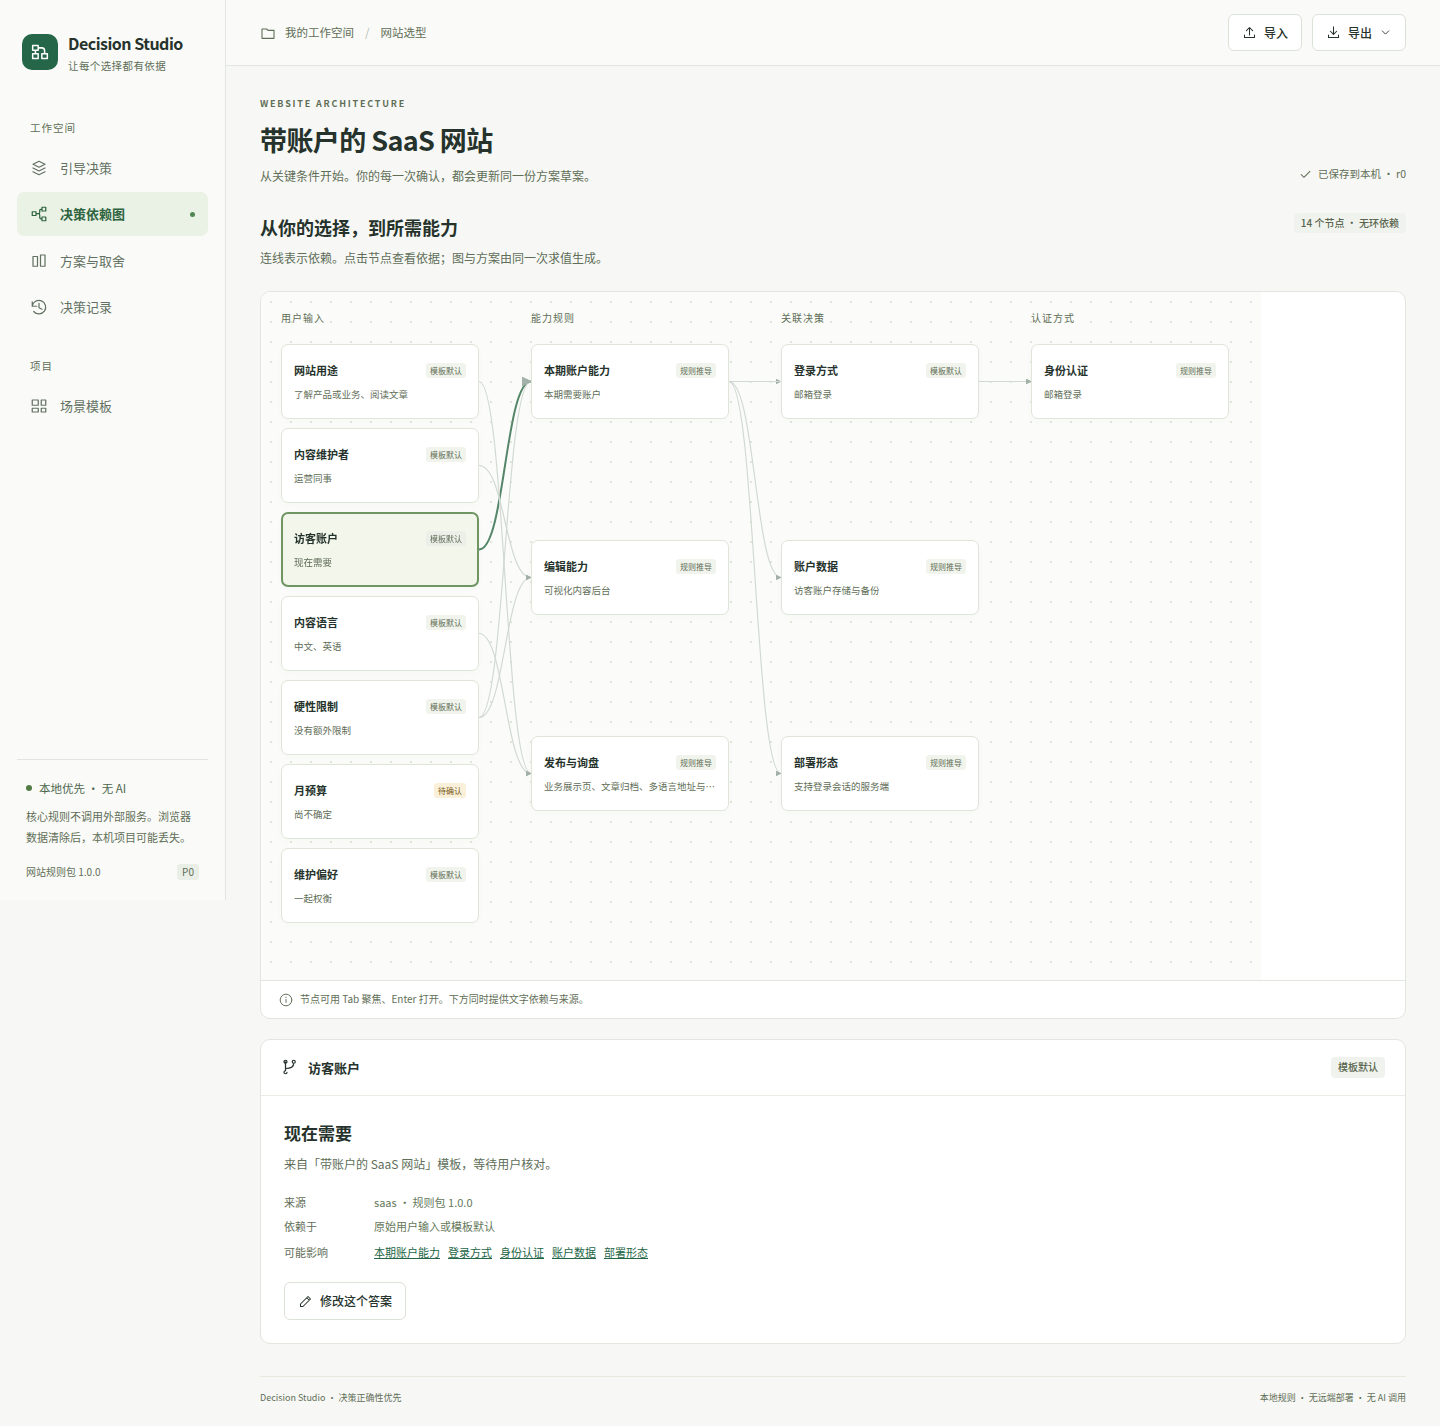 Decision Studio
让每个选择都有依据
工作空间
引导决策
决策依赖图
方案与取舍
决策记录
项目
场景模板
本地优先 · 无 AI
核心规则不调用外部服务。浏览器
数据清除后，本机项目可能丢失。
网站规则包 1.0.0
P0
我的工作空间 / 网站选型
导入
导出
WEBSITE ARCHITECTURE
带账户的 SaaS 网站
从关键条件开始。你的每一次确认，都会更新同一份方案草案。
已保存到本机 · r0
从你的选择，到所需能力
14 个节点 · 无环依赖
连线表示依赖。点击节点查看依据；图与方案由同一次求值生成。
用户输入
能力规则
关联决策
认证方式
网站用途
模板默认
了解产品或业务、阅读文章
本期账户能力
规则推导
本期需要账户
登录方式
模板默认
邮箱登录
身份认证
规则推导
邮箱登录
内容维护者
模板默认
运营同事
访客账户
模板默认
现在需要
编辑能力
规则推导
可视化内容后台
账户数据
规则推导
访客账户存储与备份
内容语言
模板默认
中文、英语
硬性限制
模板默认
没有额外限制
发布与询盘
规则推导
业务展示页、文章归档、多语言地址与…
部署形态
规则推导
支持登录会话的服务端
月预算
待确认
尚不确定
维护偏好
模板默认
一起权衡
节点可用 Tab 聚焦、Enter 打开。下方同时提供文字依赖与来源。
访客账户
模板默认
现在需要
来自「带账户的 SaaS 网站」模板，等待用户核对。
来源 saas · 规则包 1.0.0
依赖于 原始用户输入或模板默认
可能影响 本期账户能力 登录方式 身份认证 账户数据 部署形态
修改这个答案
Decision Studio · 决策正确性优先
本地规则 · 无远端部署 · 无 AI 调用